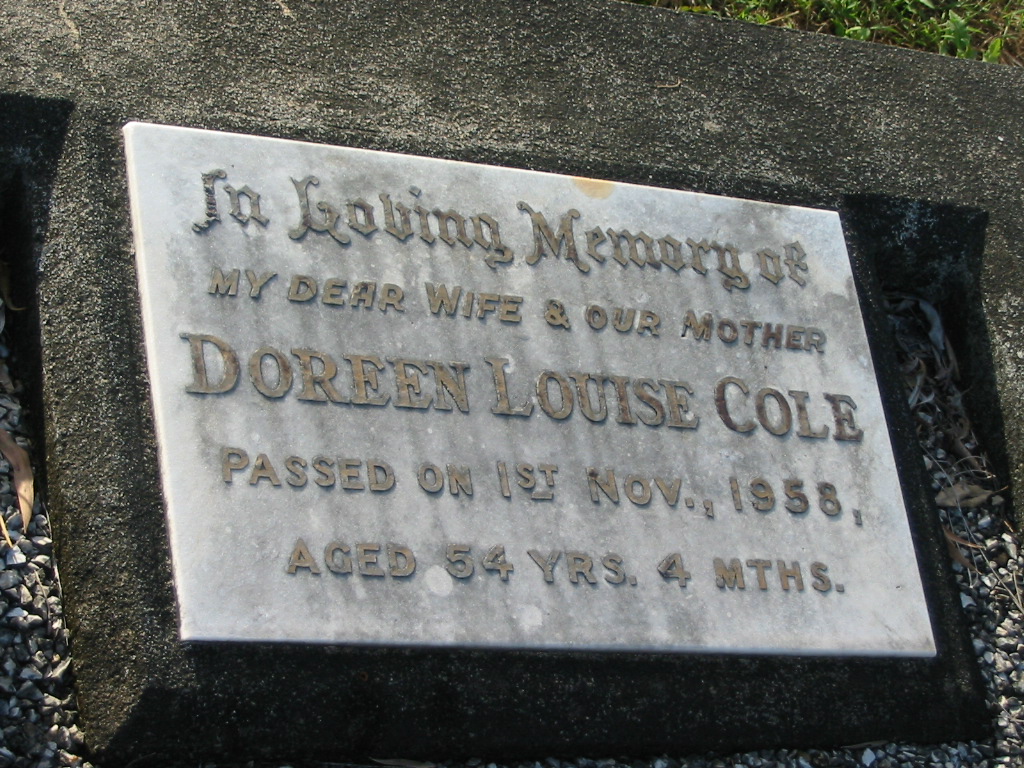 In Loving Memory of
MY DEAR WIFE & OUR MOTHER
DOREEN LOUISE COLE
PASSED ON 1ST NOV., 1958,
AGED 54 YRS. 4 MTHS.